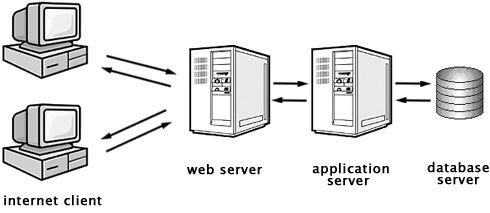 web server
application
server
database
server
internet client